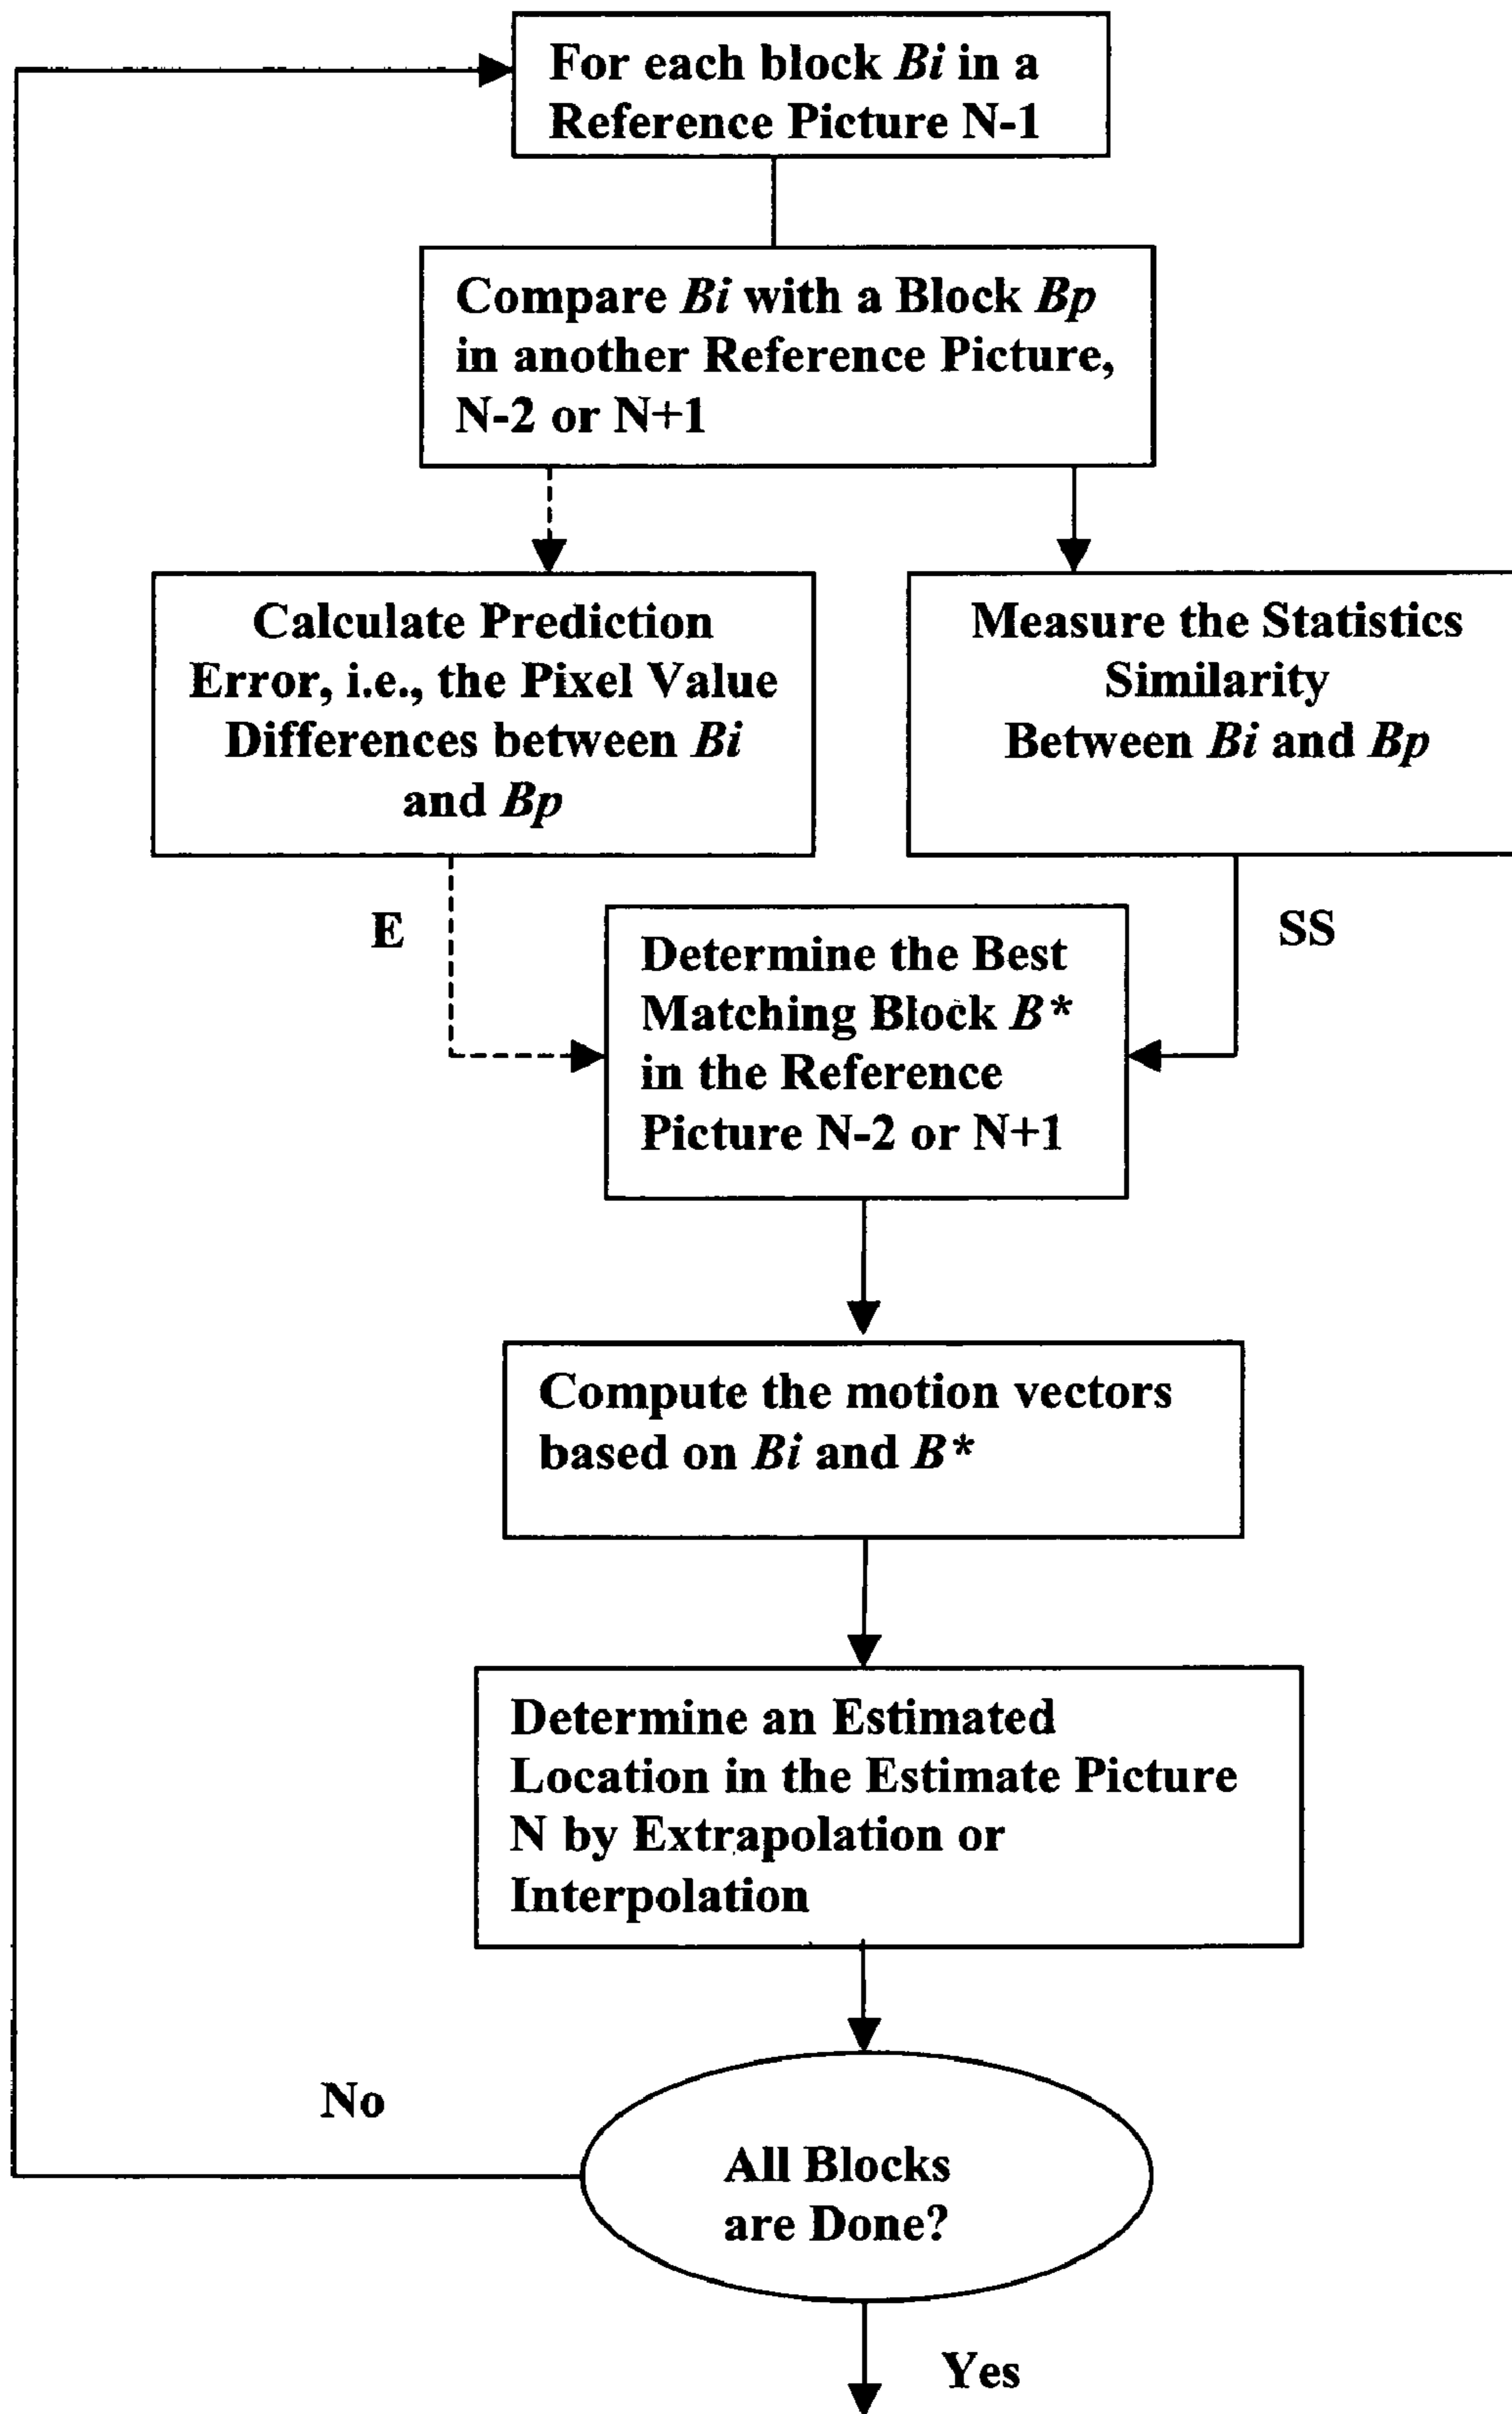 For each block Bi in a
Reference Picture N-1
Compare Bi with a Block Bp
in another Reference Picture,
N-2 or N+1
Calculate Prediction
Error, i.e., the Pixel Value
Differences between Bi
and Bp
Measure the Statistics
Similarity
Between Bi and Bp
E
SS
Determine the Best
Matching Block B*
in the Reference
Picture N-2 or N+1
Compute the motion vectors
based on Bi and B*
Determine an Estimated
Location in the Estimate Picture
N by Extrapolation or
Interpolation
No
All Blocks
are Done?
Yes